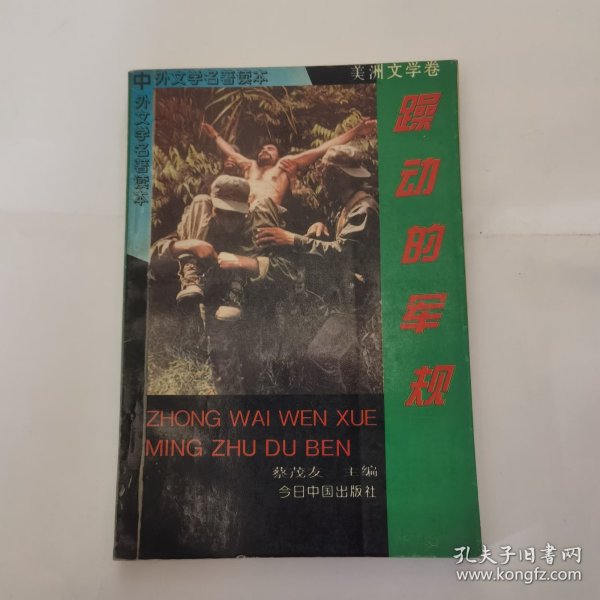 中外文学名著读本
外文学名著读本
美洲文学卷
躁动的军规
ZHONG WAI WEN XUE
MING ZHU DU BEN
蔡茂友 主编
今日中国出版社
孔夫子旧书网
www.kongfz.com